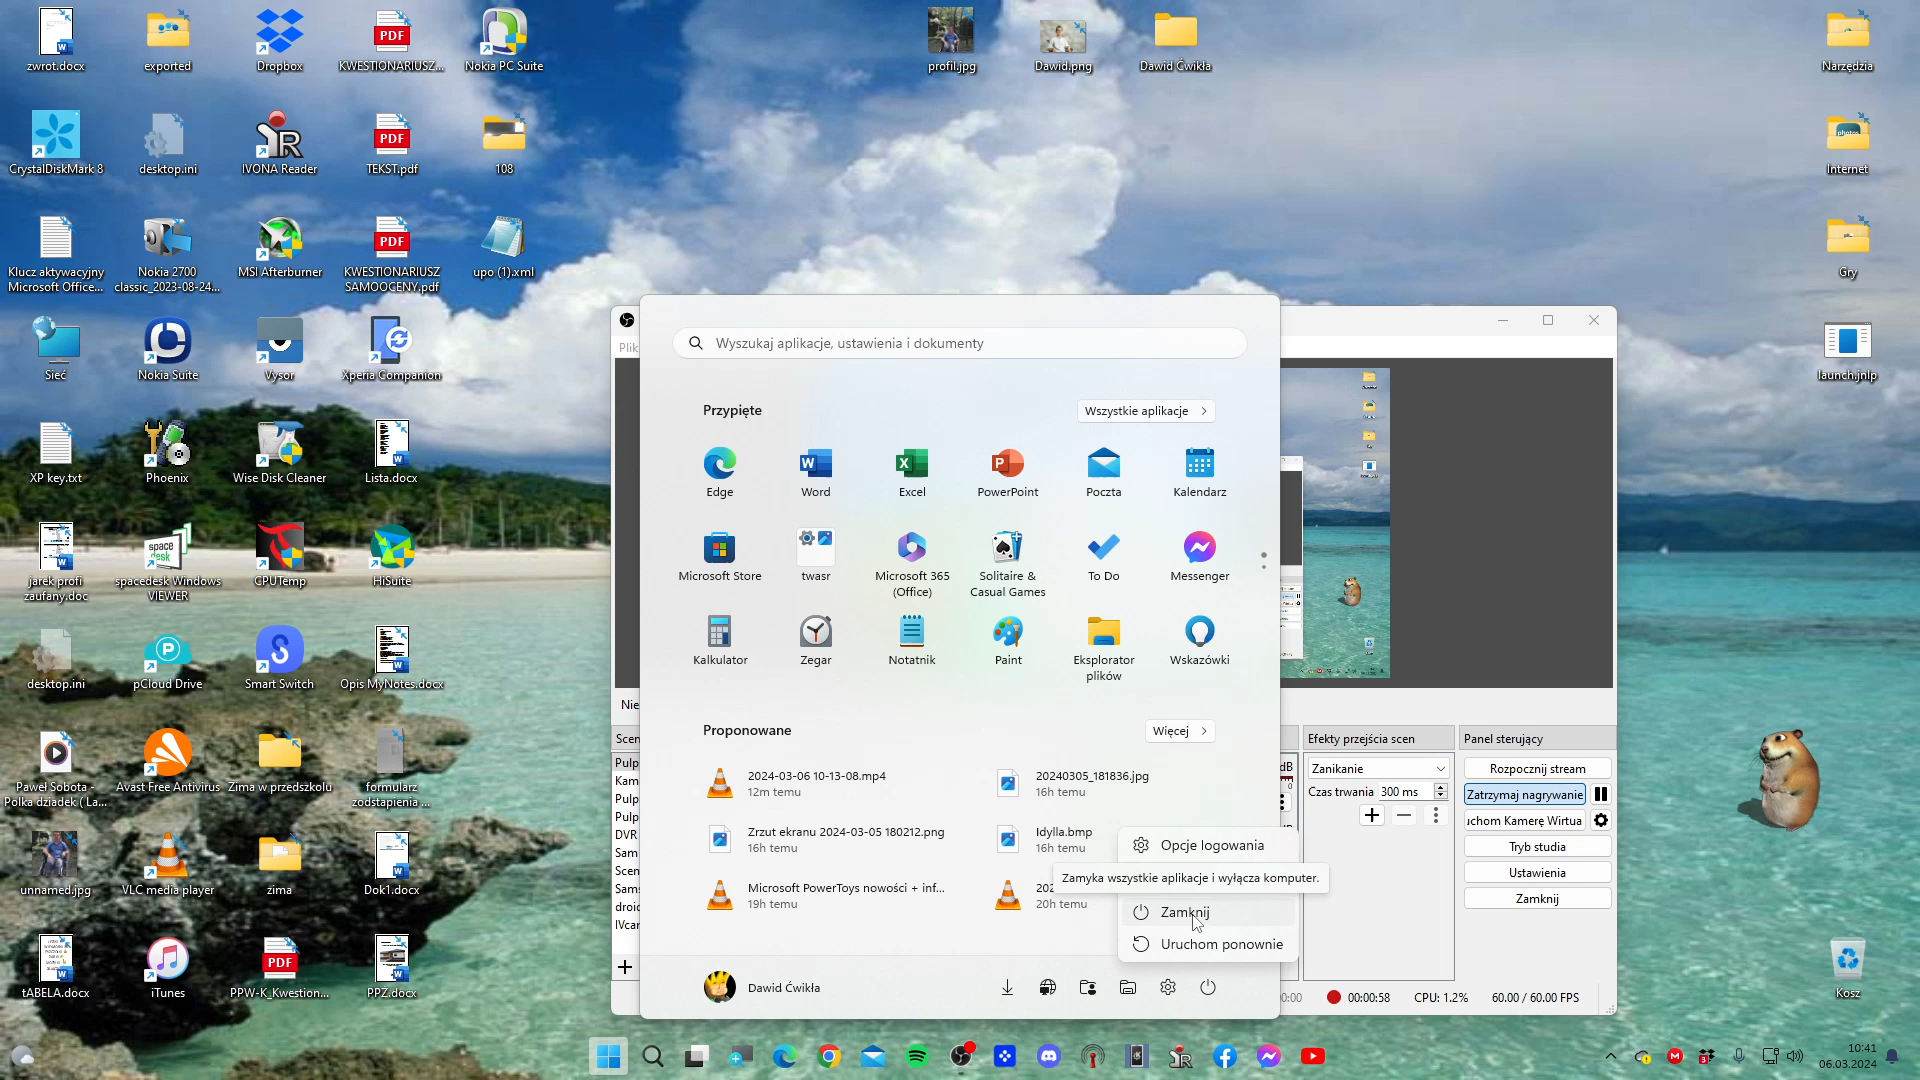 zwrot.docx
exported
Dropbox
KWESTIONARIUSZ...
Nokia PC Suite
profil.jpg
Dawid.png
Dawid Ćwikła
Narzędzia
CrystalDiskMark 8
desktop.ini
IVONA Reader
TEKST.pdf
108
Internet
Klucz aktywacyjny
Microsoft Office...
Nokia 2700
classic_2023-08-24...
MSI Afterburner
KWESTIONARIUSZ
SAMOOCENY.pdf
upo (1).xml
Gry
Sieć
Nokia Suite
Vysor
Xperia Companion
launch.jnlp
XP key.txt
Phoenix
Wise Disk Cleaner
Lista.docx
jarek profi
zaufany.doc
spacedesk Windows
VIEWER
CPUTemp
HiSuite
desktop.ini
pCloud Drive
Smart Switch
Opis MyNotes.docx
Paweł Sobota -
Polka dziadek ( La...
Avast Free Antivirus
Zima w przedszkolu
formularz
zodstapienia ...
unnamed.jpg
VLC media player
zima
Dok1.docx
tABELA.docx
iTunes
PPW-K_Kwestion...
PPZ.docx
Kosz
Plik
Wyszukaj aplikacje, ustawienia i dokumenty
Przypięte
Wszystkie aplikacje
Edge
Word
Excel
PowerPoint
Poczta
Kalendarz
Microsoft Store
twasr
Microsoft 365
(Office)
Solitaire &
Casual Games
To Do
Messenger
Kalkulator
Zegar
Notatnik
Paint
Eksplorator
plików
Wskazówki
Proponowane
Więcej
2024-03-06 10-13-08.mp4
12m temu
20240305_181836.jpg
16h temu
Zrzut ekranu 2024-03-05 180212.png
16h temu
Idylla.bmp
16h temu
Microsoft PowerToys nowości + inf...
19h temu
202
20h temu
Opcje logowania
Zamyka wszystkie aplikacje i wyłącza komputer.
Zamknij
Uruchom ponownie
Dawid Ćwikła
Nie
Scen
Pulp
Kam
Pulp
Pulp
DVR
Sam
Scen
Sams
droid
IVcar
dB
0
dB
Efekty przejścia scen
Zanikanie
Czas trwania
300 ms
Panel sterujący
Rozpocznij stream
Zatrzymaj nagrywanie
uchom Kamerę Wirtua
Tryb studia
Ustawienia
Zamknij
00:00
00:00:58
CPU: 1.2%
60.00 / 60.00 FPS
10:41
06.03.2024